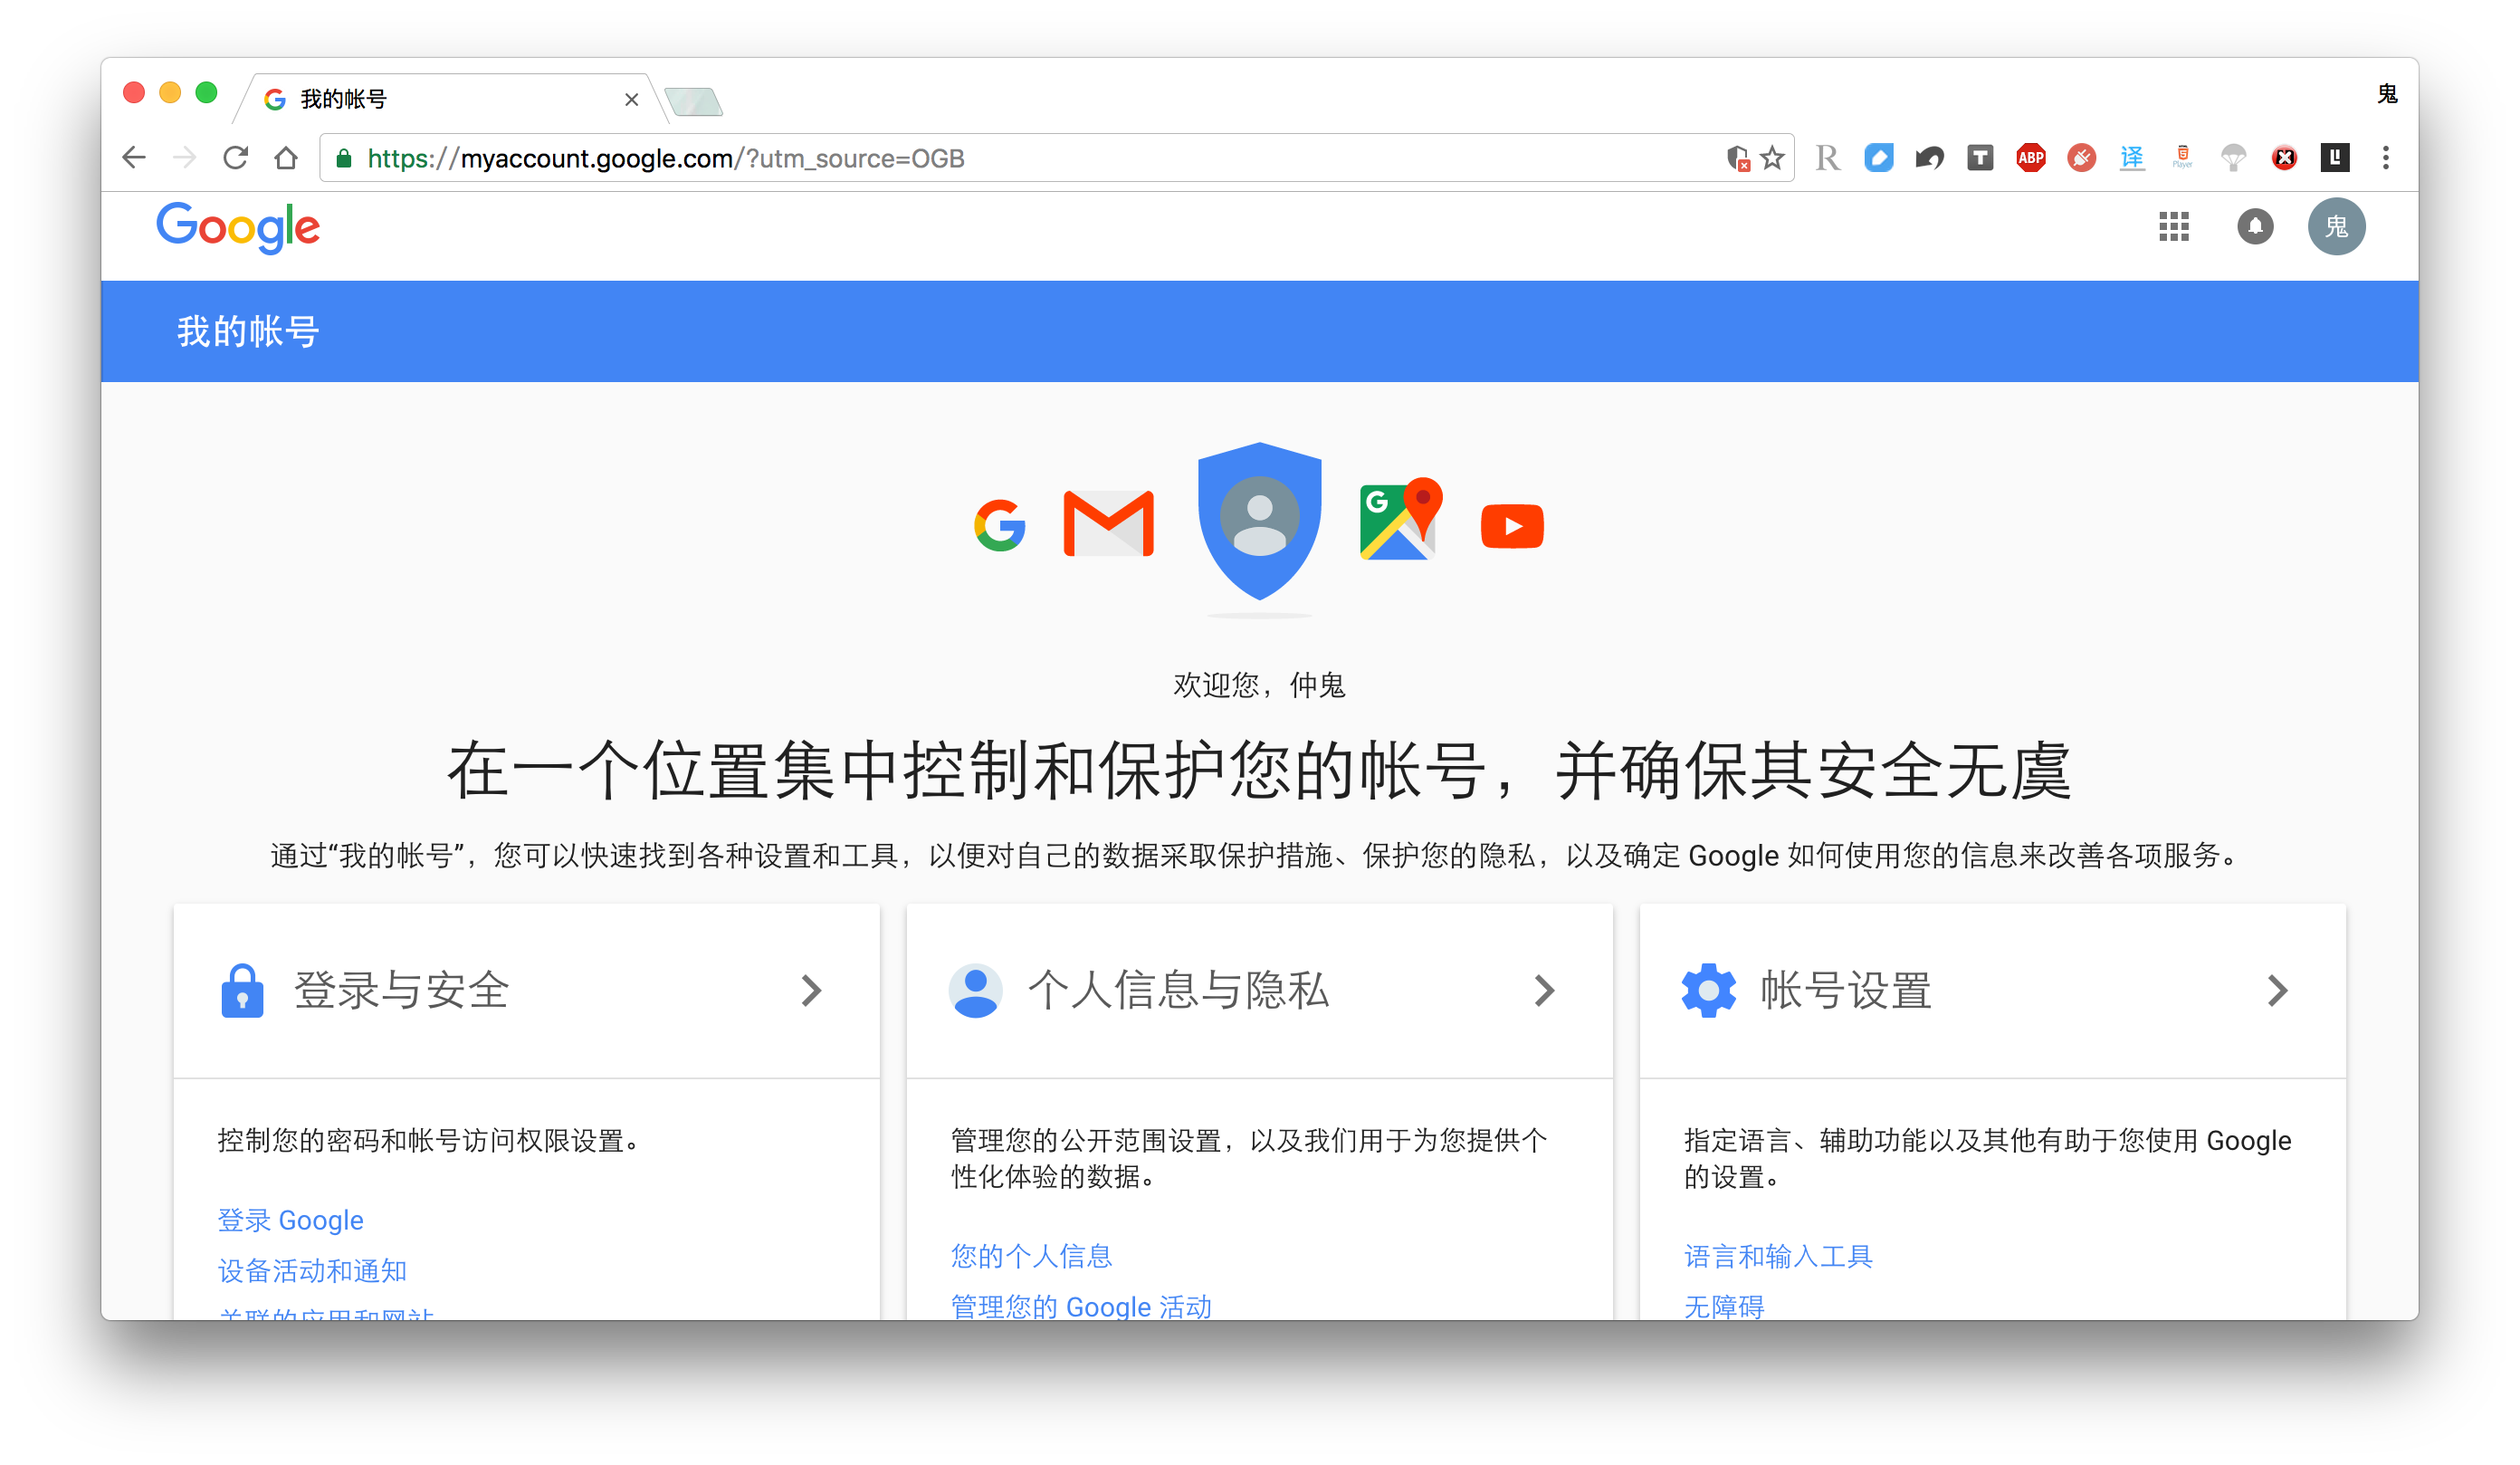 我的帐号
鬼
https://myaccount.google.com/?utm_source=OGB
R
T
ABP
译
Player
Google
鬼
我的帐号
欢迎您，仲鬼
在一个位置集中控制和保护您的帐号，并确保其安全无虞
通过“我的帐号”，您可以快速找到各种设置和工具，以便对自己的数据采取保护措施、保护您的隐私，以及确定 Google 如何使用您的信息来改善各项服务。
登录与安全
控制您的密码和帐号访问权限设置。
登录 Google
设备活动和通知
关联的应用和网站
个人信息与隐私
管理您的公开范围设置，以及我们用于为您提供个
性化体验的数据。
您的个人信息
管理您的 Google 活动
帐号设置
指定语言、辅助功能以及其他有助于您使用 Google
的设置。
语言和输入工具
无障碍